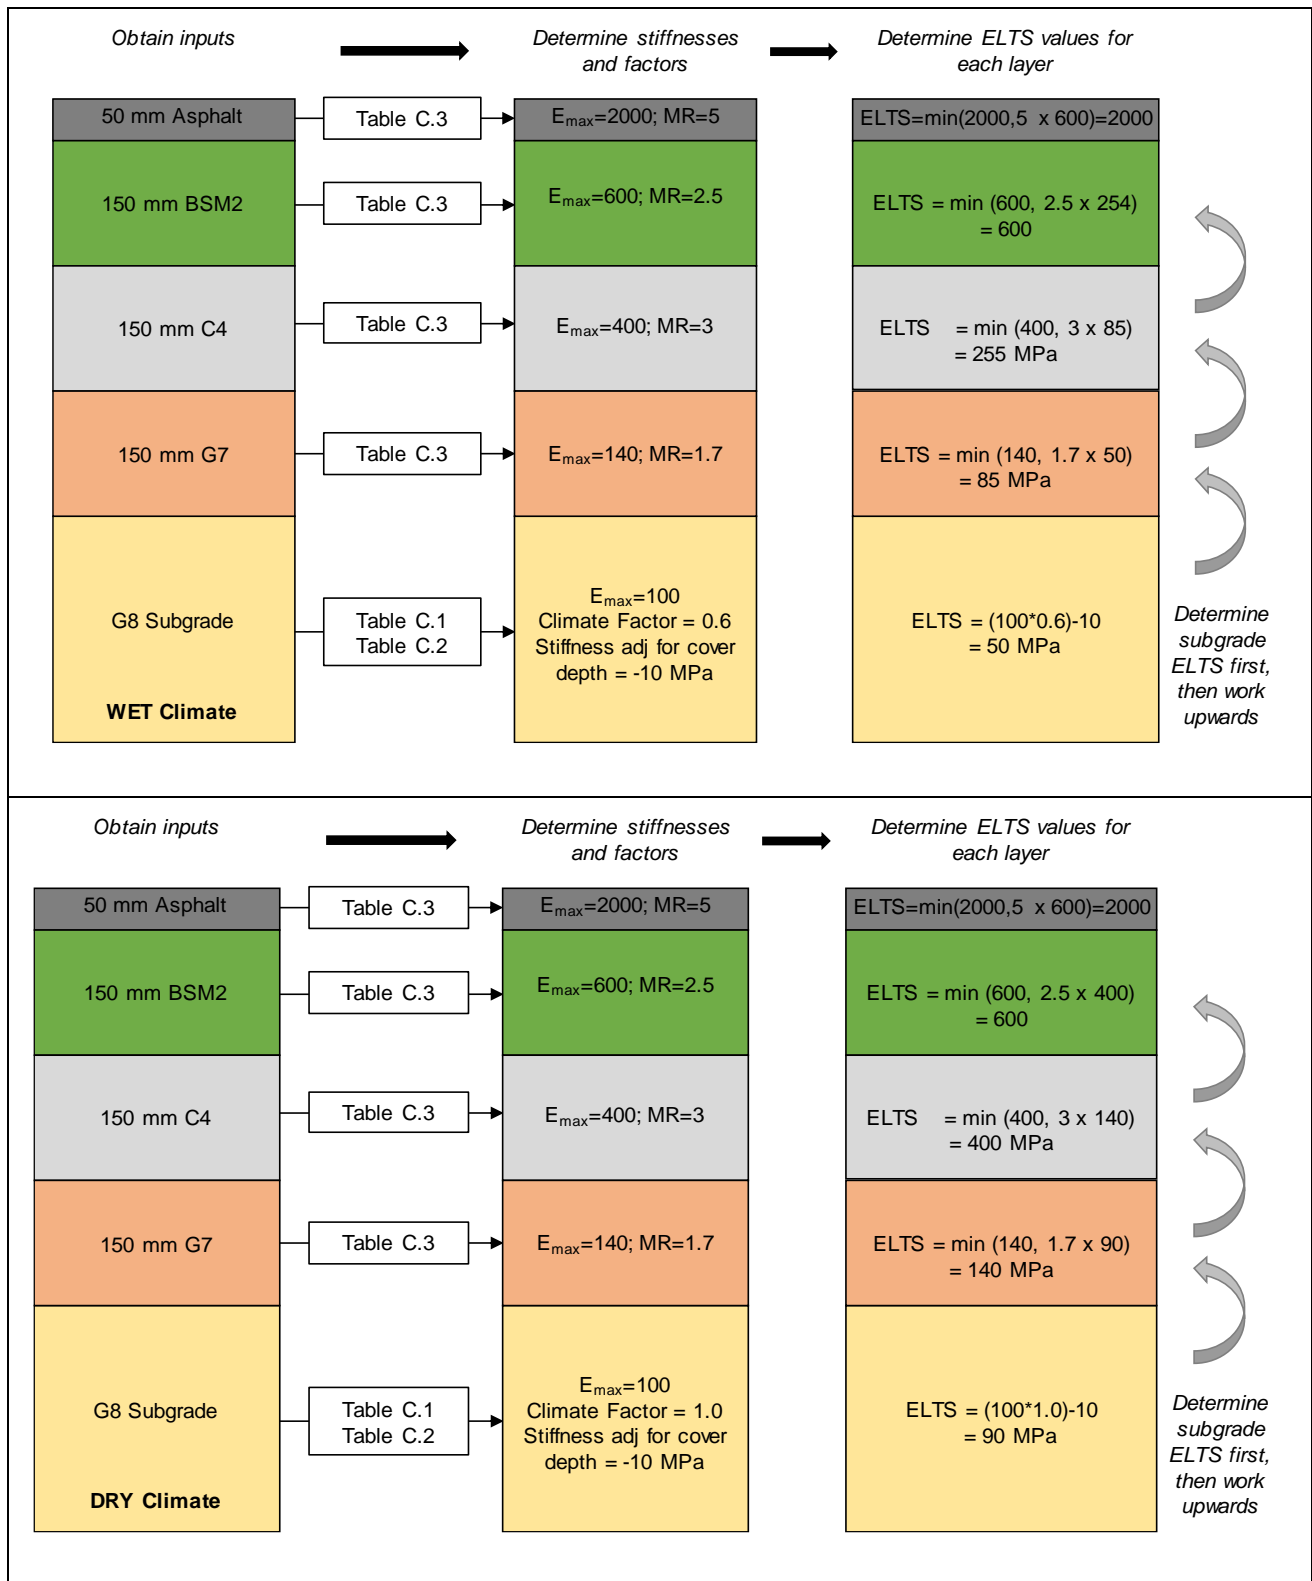 Obtain inputs
Determine stiffnesses
and factors
Determine ELTS values for
each layer
50 mm Asphalt
Table C.3
Emax=2000; MR=5
ELTS=min(2000,5 x 600)=2000
150 mm BSM2
Table C.3
Emax=600; MR=2.5
ELTS = min (600, 2.5 x 254)
= 600
150 mm C4
Table C.3
Emax=400; MR=3
ELTS = min (400, 3 x 85)
= 255 MPa
150 mm G7
Table C.3
Emax=140; MR=1.7
ELTS = min (140, 1.7 x 50)
= 85 MPa
G8 Subgrade
WET Climate
Table C.1
Table C.2
Emax=100
Climate Factor = 0.6
Stiffness adj for cover
depth = -10 MPa
ELTS = (100*0.6)-10
= 50 MPa
Determine
subgrade
ELTS first,
then work
upwards
Obtain inputs
Determine stiffnesses
and factors
Determine ELTS values for
each layer
50 mm Asphalt
Table C.3
Emax=2000; MR=5
ELTS=min(2000,5 x 600)=2000
150 mm BSM2
Table C.3
Emax=600; MR=2.5
ELTS = min (600, 2.5 x 400)
= 600
150 mm C4
Table C.3
Emax=400; MR=3
ELTS = min (400, 3 x 140)
= 400 MPa
150 mm G7
Table C.3
Emax=140; MR=1.7
ELTS = min (140, 1.7 x 90)
= 140 MPa
G8 Subgrade
DRY Climate
Table C.1
Table C.2
Emax=100
Climate Factor = 1.0
Stiffness adj for cover
depth = -10 MPa
ELTS = (100*1.0)-10
= 90 MPa
Determine
subgrade
ELTS first,
then work
upwards